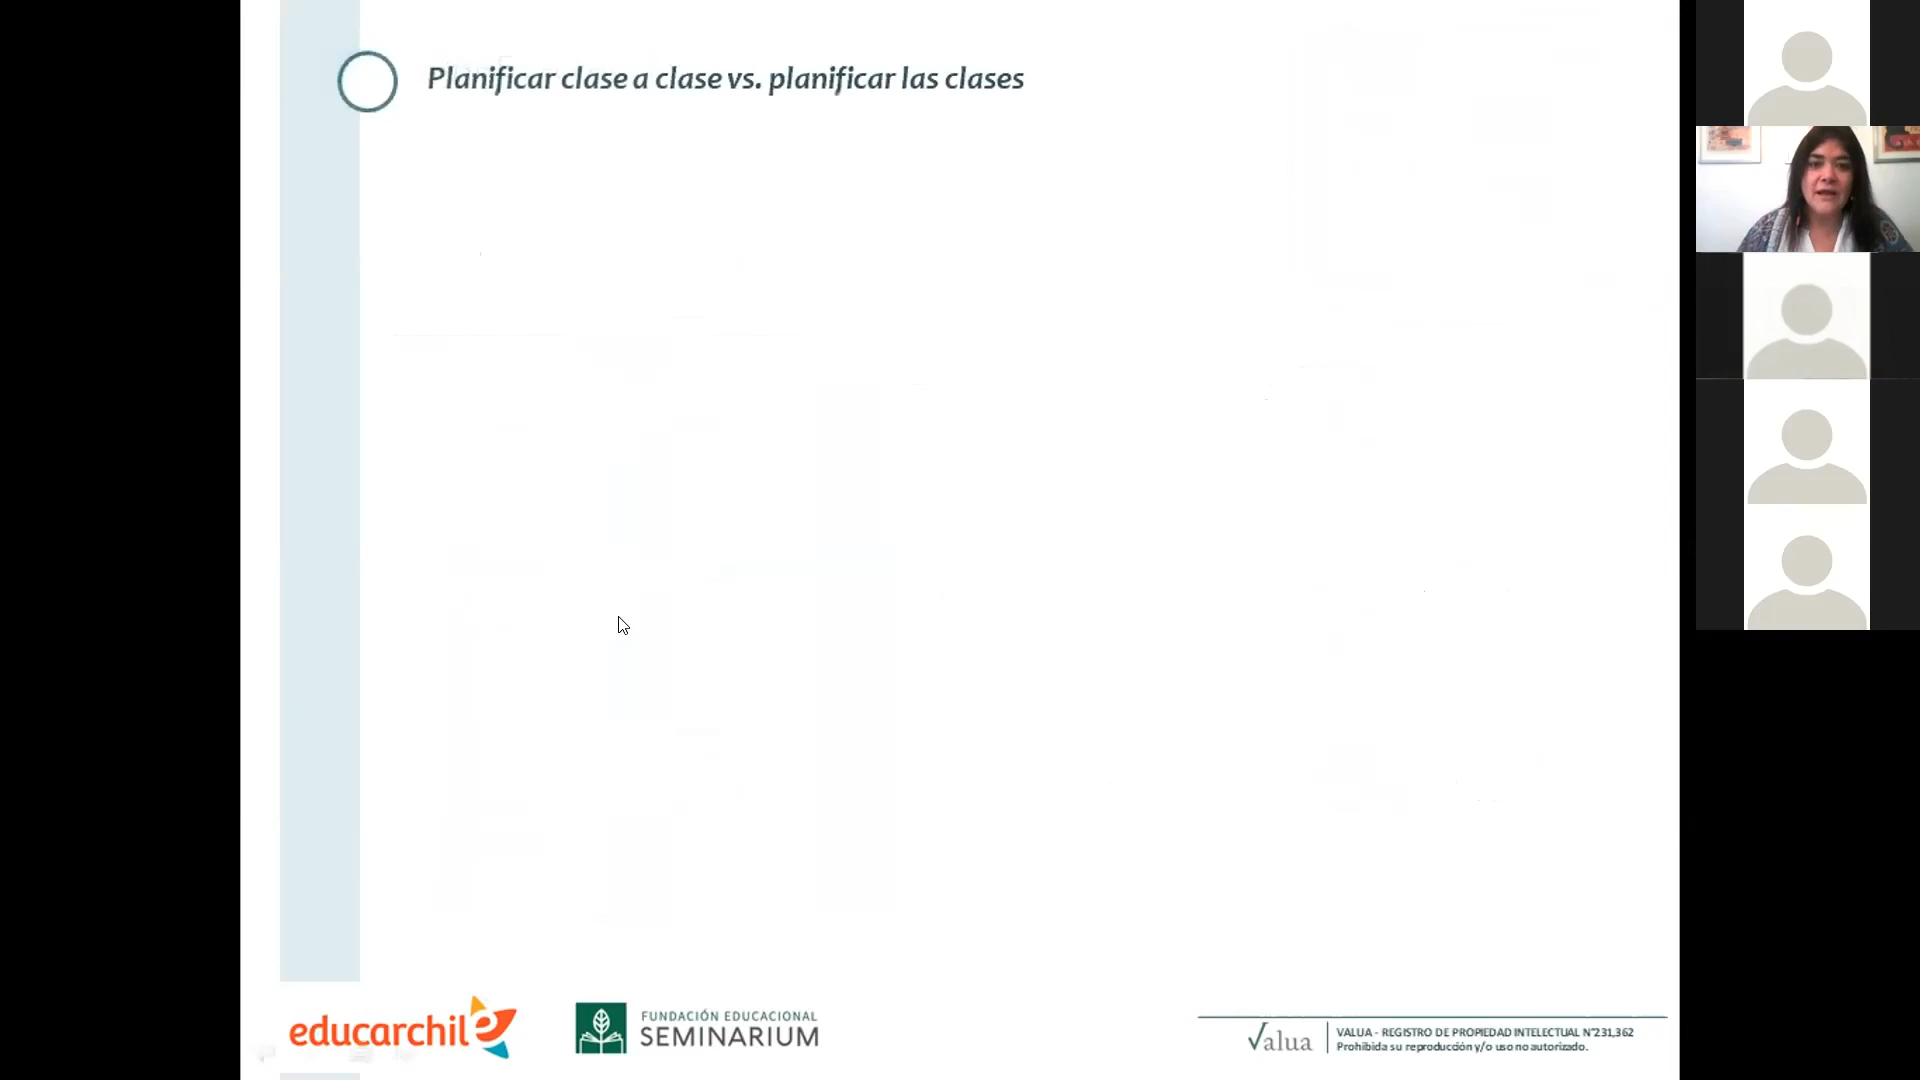 Planificar clase a clase vs. planificar las clases
educarchile
FUNDACIÓN EDUCACIONAL
SEMINARIUM
Valua
VALUA - REGISTRO DE PROPIEDAD INTELECTUAL N°231,362
Prohibida su reproducción y/o uso no autorizado.